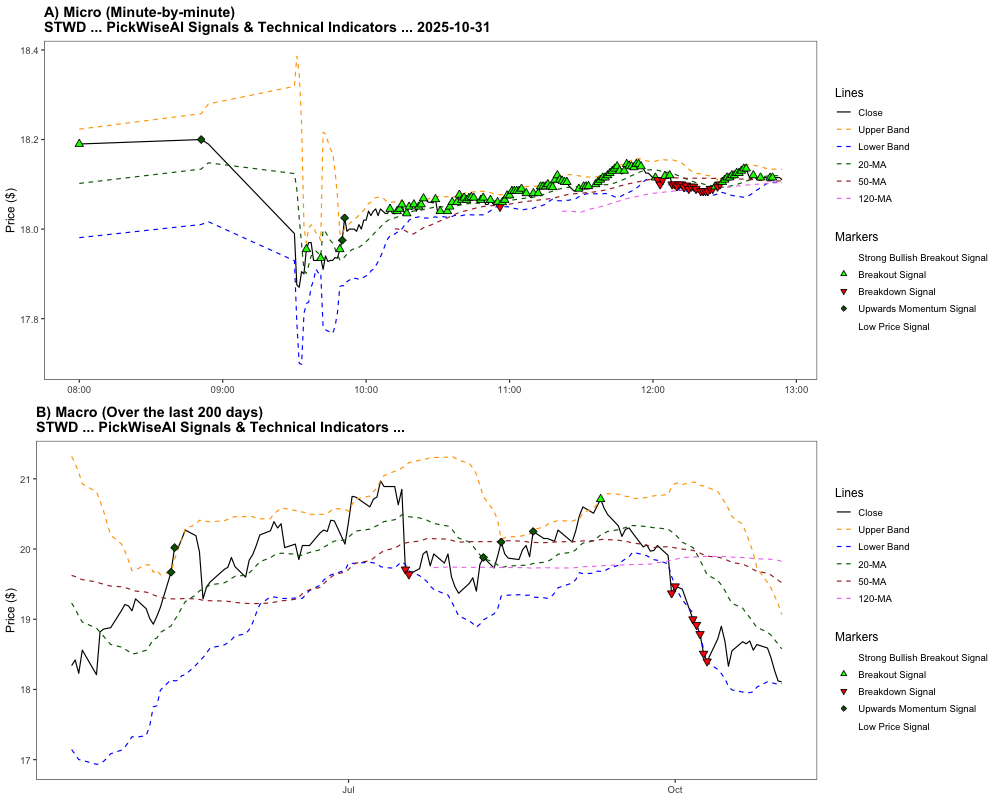 A) Micro (Minute-by-minute)
STWD ... PickWiseAI Signals & Technical Indicators ... 2025-10-31
Price ($)
18.4
18.2
18.0
17.8
08:00
09:00
10:00
11:00
12:00
13:00
Lines
Close
Upper Band
Lower Band
20-MA
50-MA
120-MA
Markers
Strong Bullish Breakout Signal
Breakout Signal
Breakdown Signal
Upwards Momentum Signal
Low Price Signal
B) Macro (Over the last 200 days)
STWD ... PickWiseAI Signals & Technical Indicators ...
Price ($)
21
20
19
18
17
Jul
Oct
Lines
Close
Upper Band
Lower Band
20-MA
50-MA
120-MA
Markers
Strong Bullish Breakout Signal
Breakout Signal
Breakdown Signal
Upwards Momentum Signal
Low Price Signal